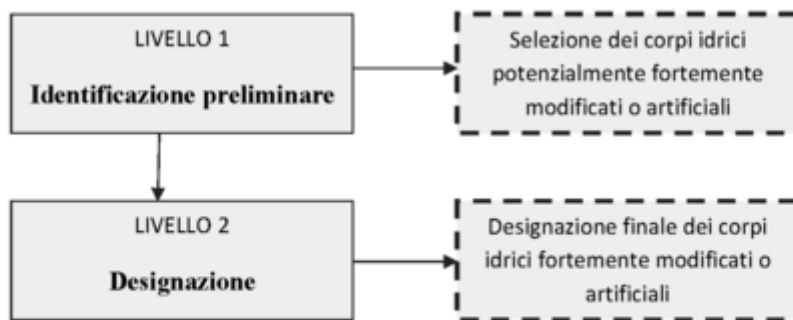 LIVELLO 1
Identificazione preliminare
Selezione dei corpi idrici
potenzialmente fortemente
modificati o artificiali
LIVELLO 2
Designazione
Designazione finale dei corpi
idrici fortemente modificati o
artificiali